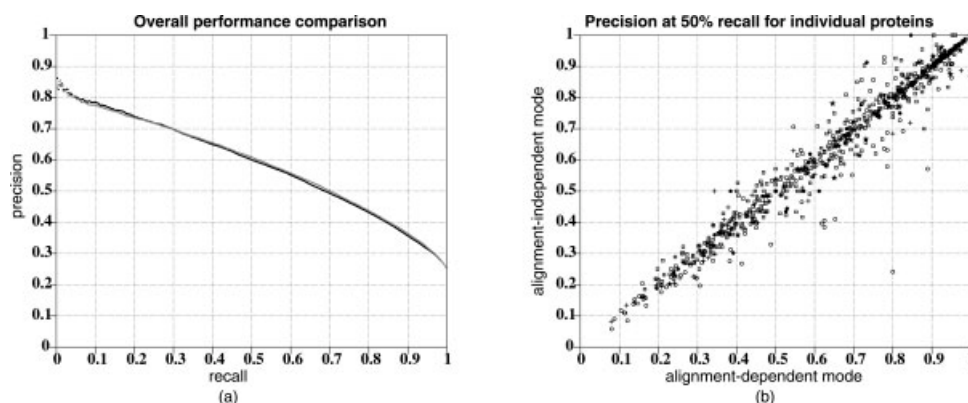 Overall performance comparison
1
0.9
0.8
0.7
0.6
0.5
0.4
0.3
0.2
0.1
0
precision
0 0.1 0.2 0.3 0.4 0.5 0.6 0.7 0.8 0.9 1
recall
(a)
Precision at 50% recall for individual proteins
1
0.9
0.8
0.7
0.6
0.5
0.4
0.3
0.2
0.1
0
alignment-independent mode
0.1 0.2 0.3 0.4 0.5 0.6 0.7 0.8 0.9
alignment-dependent mode
(b)